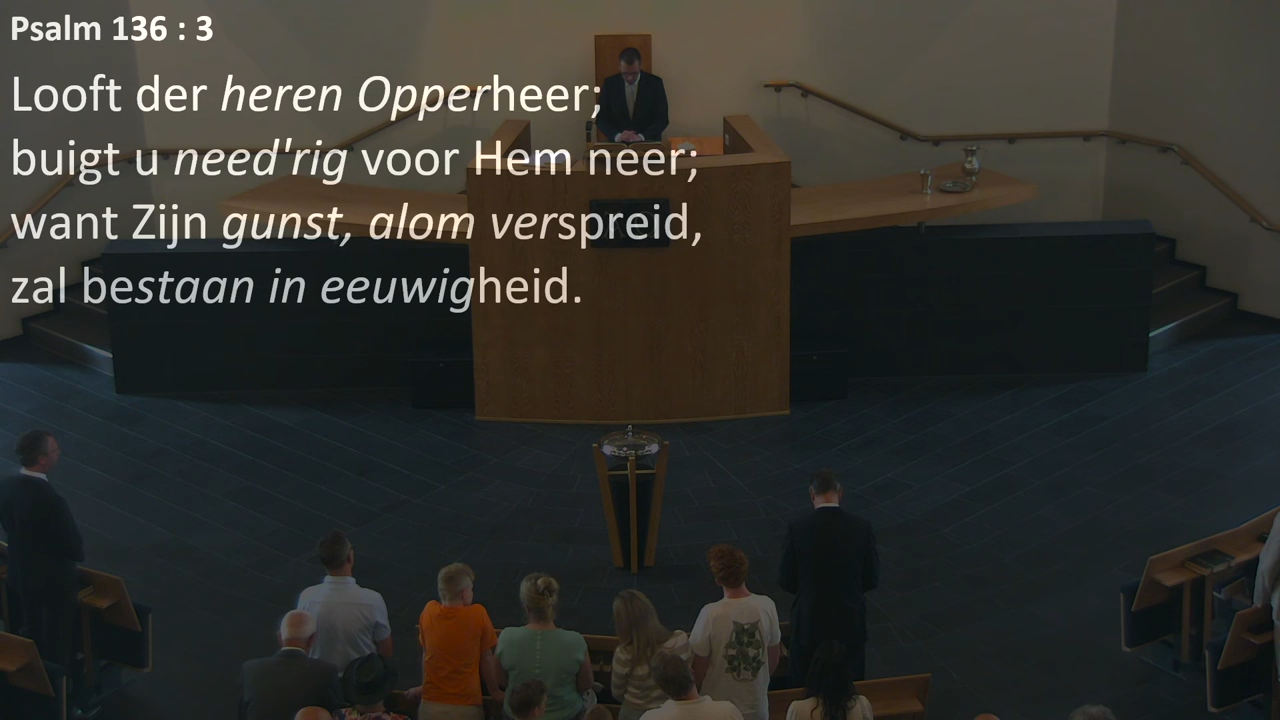 Psalm 136 : 3
Looft der heren Opperheer;
buigt u need'rig voor Hem neer;
want Zijn gunst, alom verspreid,
zal bestaan in eeuwigheid.